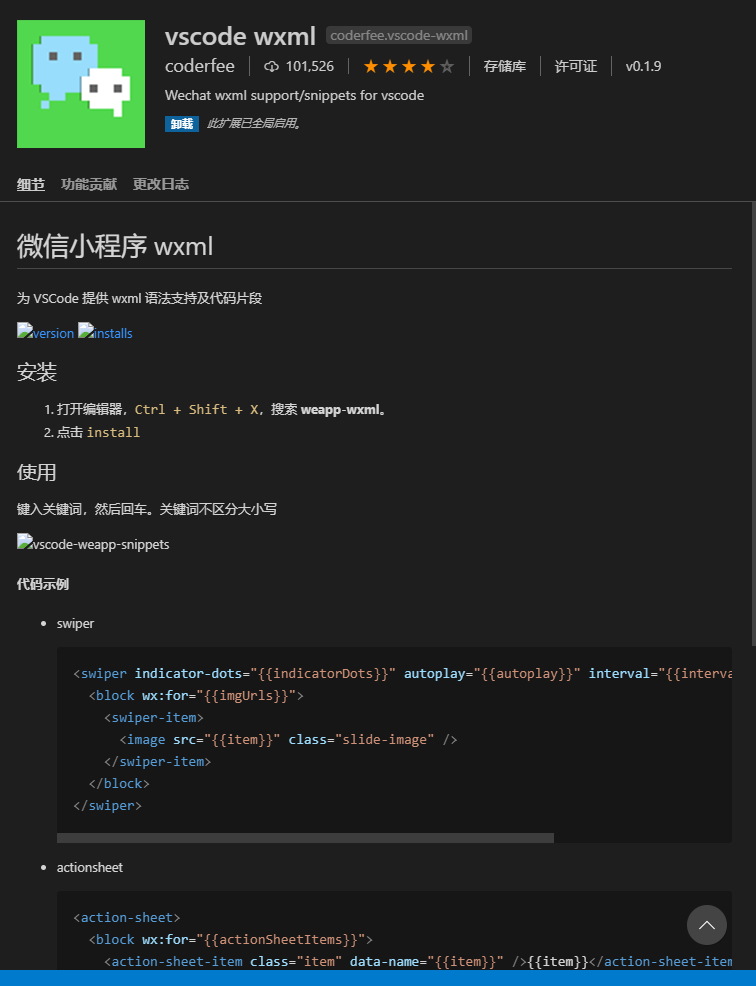 vscode wxml coderfee.vscode-wxml
coderfee 101,526 存储库 许可证 v0.1.9
Wechat wxml support/snippets for vscode
卸载 此扩展已全局启用。
细节 功能贡献 更改日志
微信小程序 wxml
为 VSCode 提供 wxml 语法支持及代码片段
version installs
安装
1. 打开编辑器，Ctrl + Shift + X，搜索 weapp-wxml。
2. 点击 install
使用
键入关键词，然后回车。关键词不区分大小写
vscode-weapp-snippets
代码示例
swiper
<swiper indicator-dots="{{indicatorDots}}" autoplay="{{autoplay}}" interval="{{interva
<block wx:for="{{imgUrls}}">
<swiper-item>
<image src="{{item}}" class="slide-image" />
</swiper-item>
</block>
</swiper>
actionsheet
<action-sheet>
<block wx:for="{{actionSheetItems}}">
<action-sheet-item class="item" data-name="{{item}}" />{{item}}</action-sheet-item